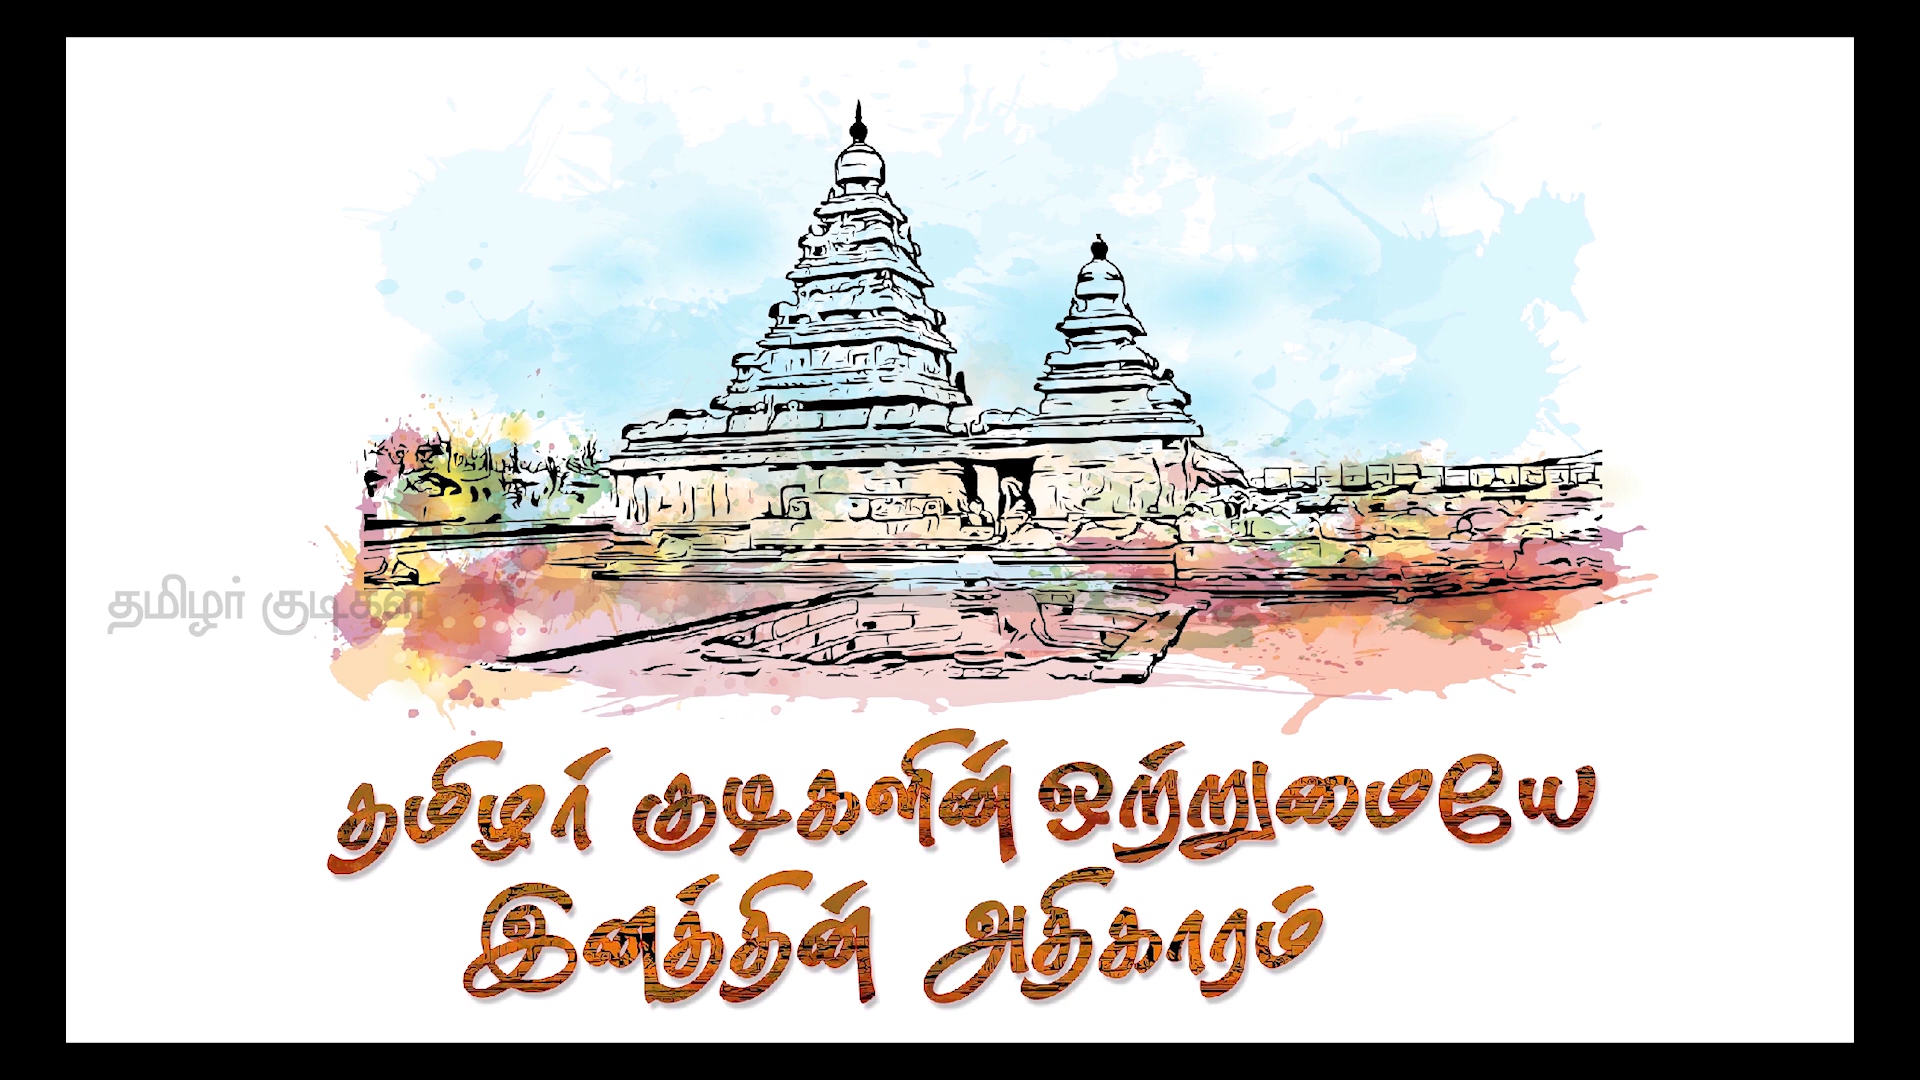 தமிழர் குடிகள்
தமிழர் குடிகளின் ஒற்றுமையே
இனத்தின் அதிகாரம்